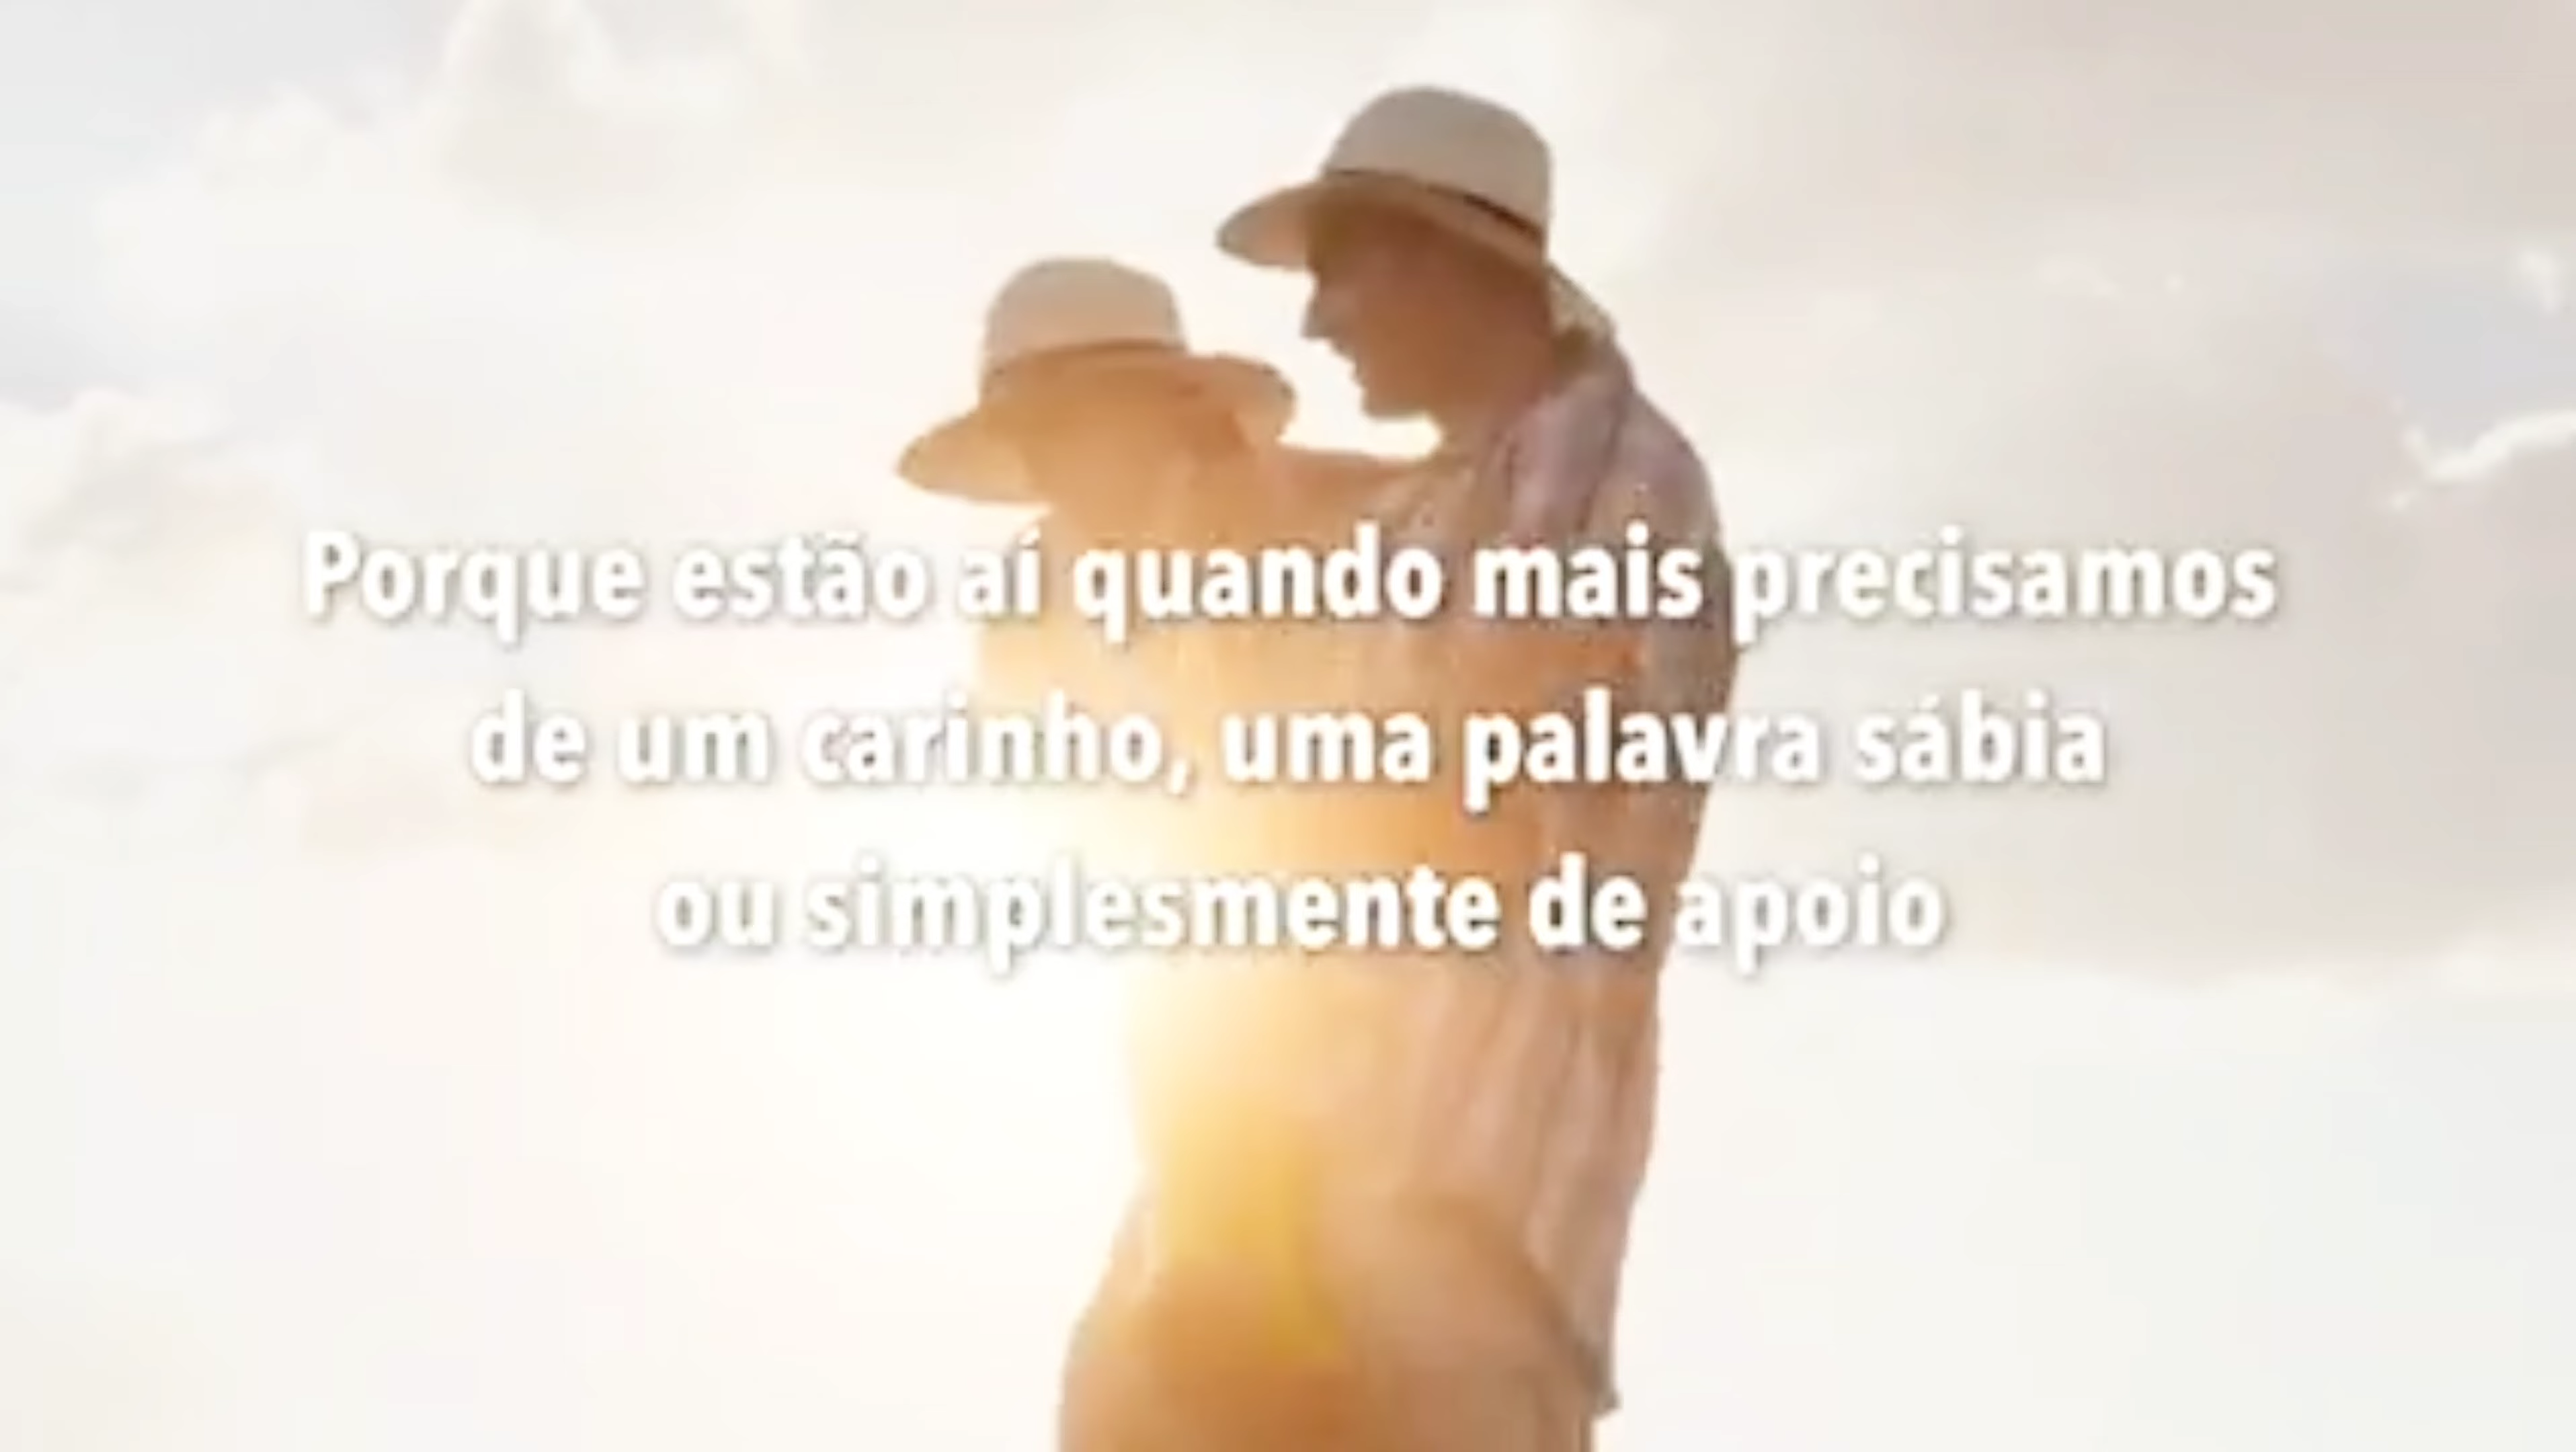 Porque estão aí quando mais precisamos
de um carinho, uma palavra sábia
ou simplesmente de apoio